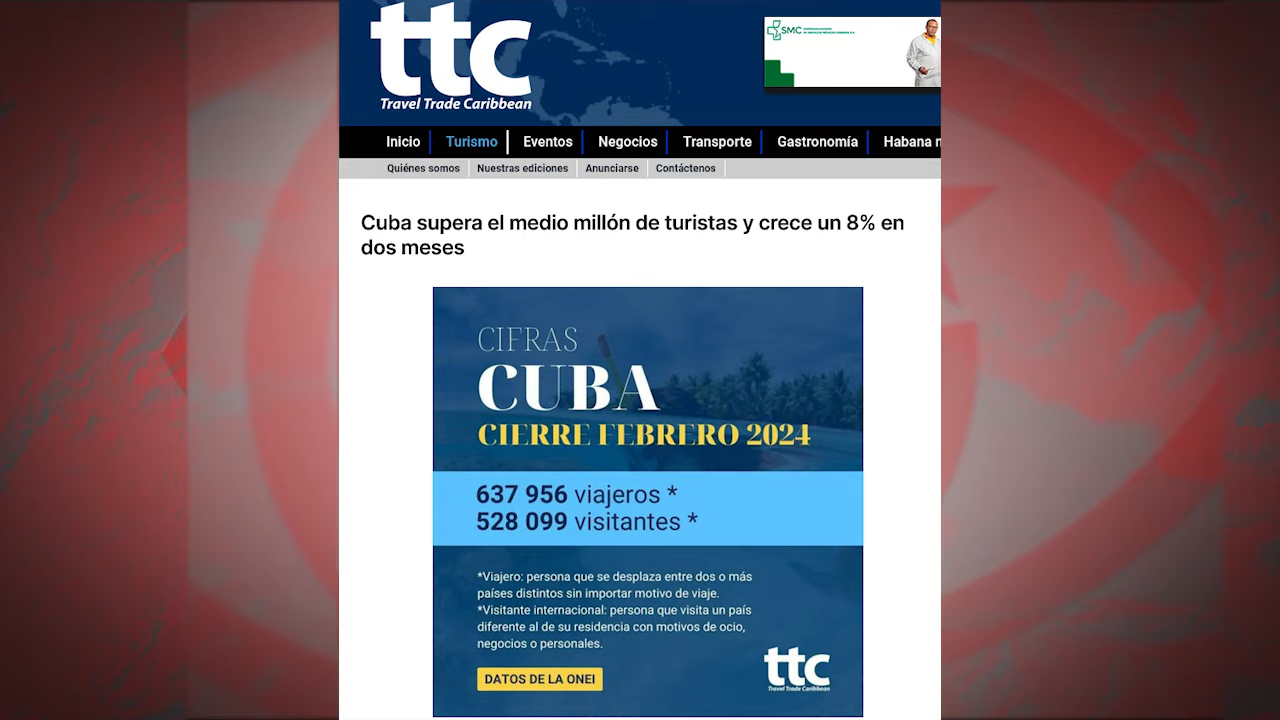 ttc
Travel Trade Caribbean
SMC
Inicio Turismo Eventos Negocios Transporte Gastronomía Habana
Quiénes somos Nuestras ediciones Anunciarse Contáctenos
Cuba supera el medio millón de turistas y crece un 8% en
dos meses
CIFRAS
CUBA
CIERRE FEBRERO 2024
637 956 viajeros *
528 099 visitantes *
*Viajero: persona que se desplaza entre dos o más
países distintos sin importar motivo de viaje.
*Visitante internacional: persona que visita un país
diferente al de su residencia con motivos de ocio,
negocios o personales.
DATOS DE LA ONEI
ttc
Travel Trade Caribbean